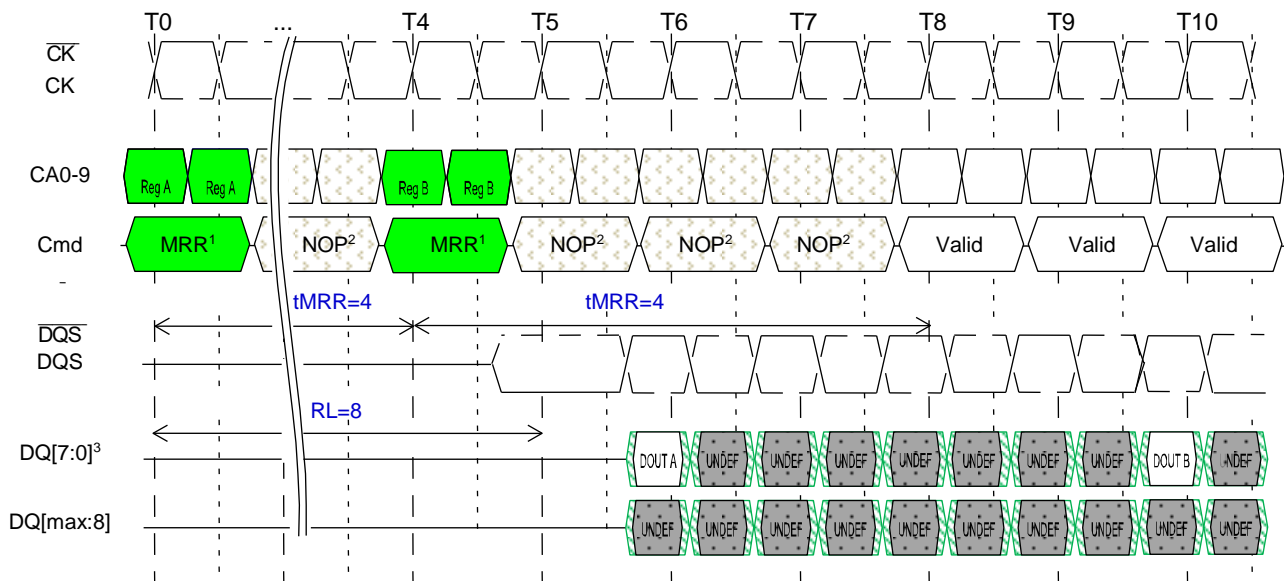 T0 ... T4 T5 T6 T7 T8 T9 T10
CK
CK
CA0-9 Reg A Reg A Reg B Reg B
Cmd MRR¹ NOP² MRR¹ NOP² NOP² NOP² Valid Valid Valid
-
tMRR=4 tMRR=4
DQS
DQS
RL=8
DQ[7:0]³ DOUT A UNDEF UNDEF UNDEF UNDEF UNDEF UNDEF UNDEF DOUT B UNDEF
DQ[max:8] UNDEF UNDEF UNDEF UNDEF UNDEF UNDEF UNDEF UNDEF UNDEF UNDEF